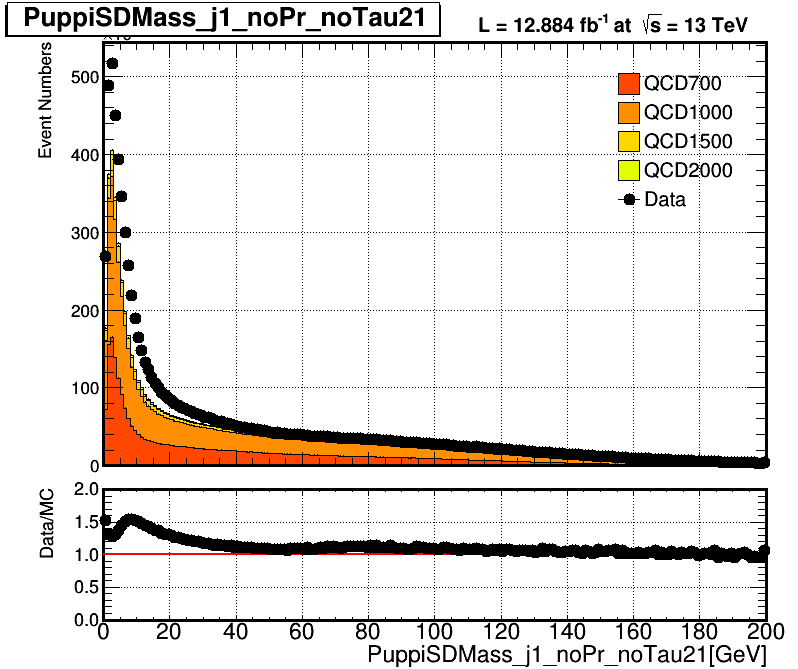 PuppiSDMass_j1_noPr_noTau21
L = 12.884 fb⁻¹ at √s = 13 TeV
Event Numbers
500
400
300
200
100
0
QCD700
QCD1000
QCD1500
QCD2000
Data
Data/MC
2.0
1.5
1.0
0.5
0.0
0 20 40 60 80 100 120 140 160 180 200
PuppiSDMass_j1_noPr_noTau21[GeV]